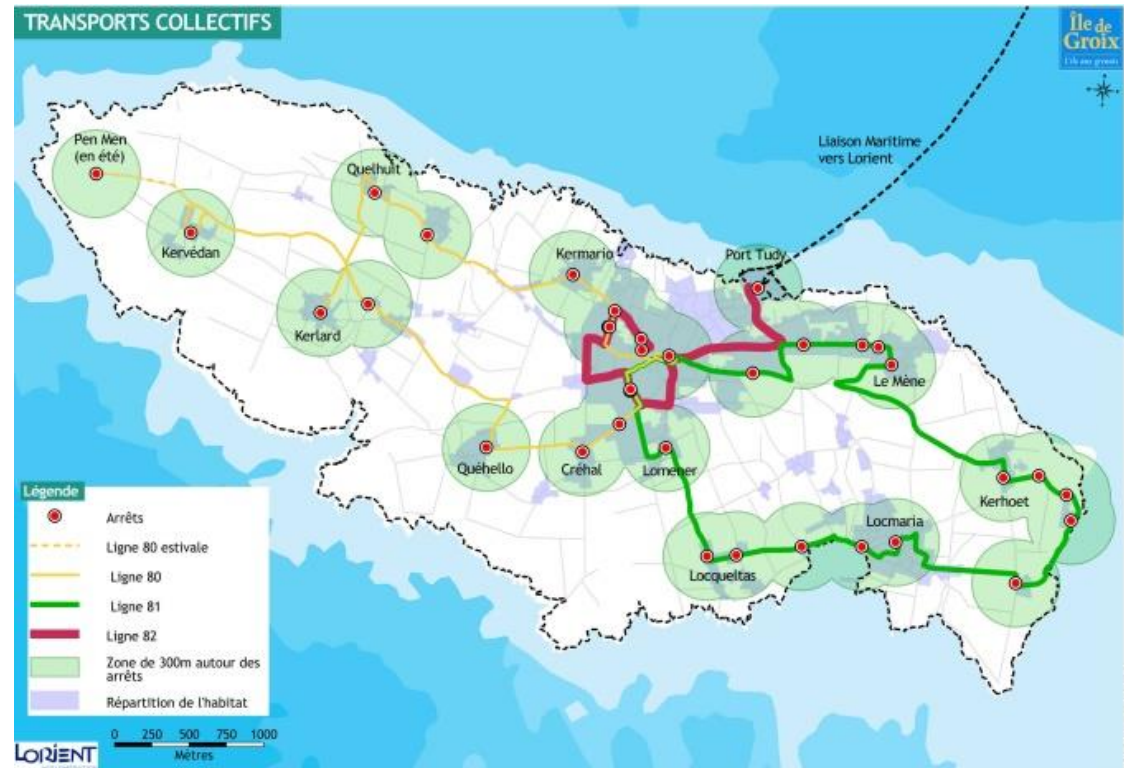 TRANSPORTS COLLECTIFS
Île de
Groix
Liaison Maritime
vers Lorient
Pen Men
(en été)
Quelhuit
Kervédan
Kermario
Port Tudy
Kerlard
Le Mène
Quéhello
Créhal
Lomener
Kerhoet
Locmaria
Locqueltas
Légende
Arrêts
Ligne 80 estivale
Ligne 80
Ligne 81
Ligne 82
Zone de 300m autour des
arrêts
Répartition de l'habitat
0 250 500 750 1000
Mètres
LORIENT